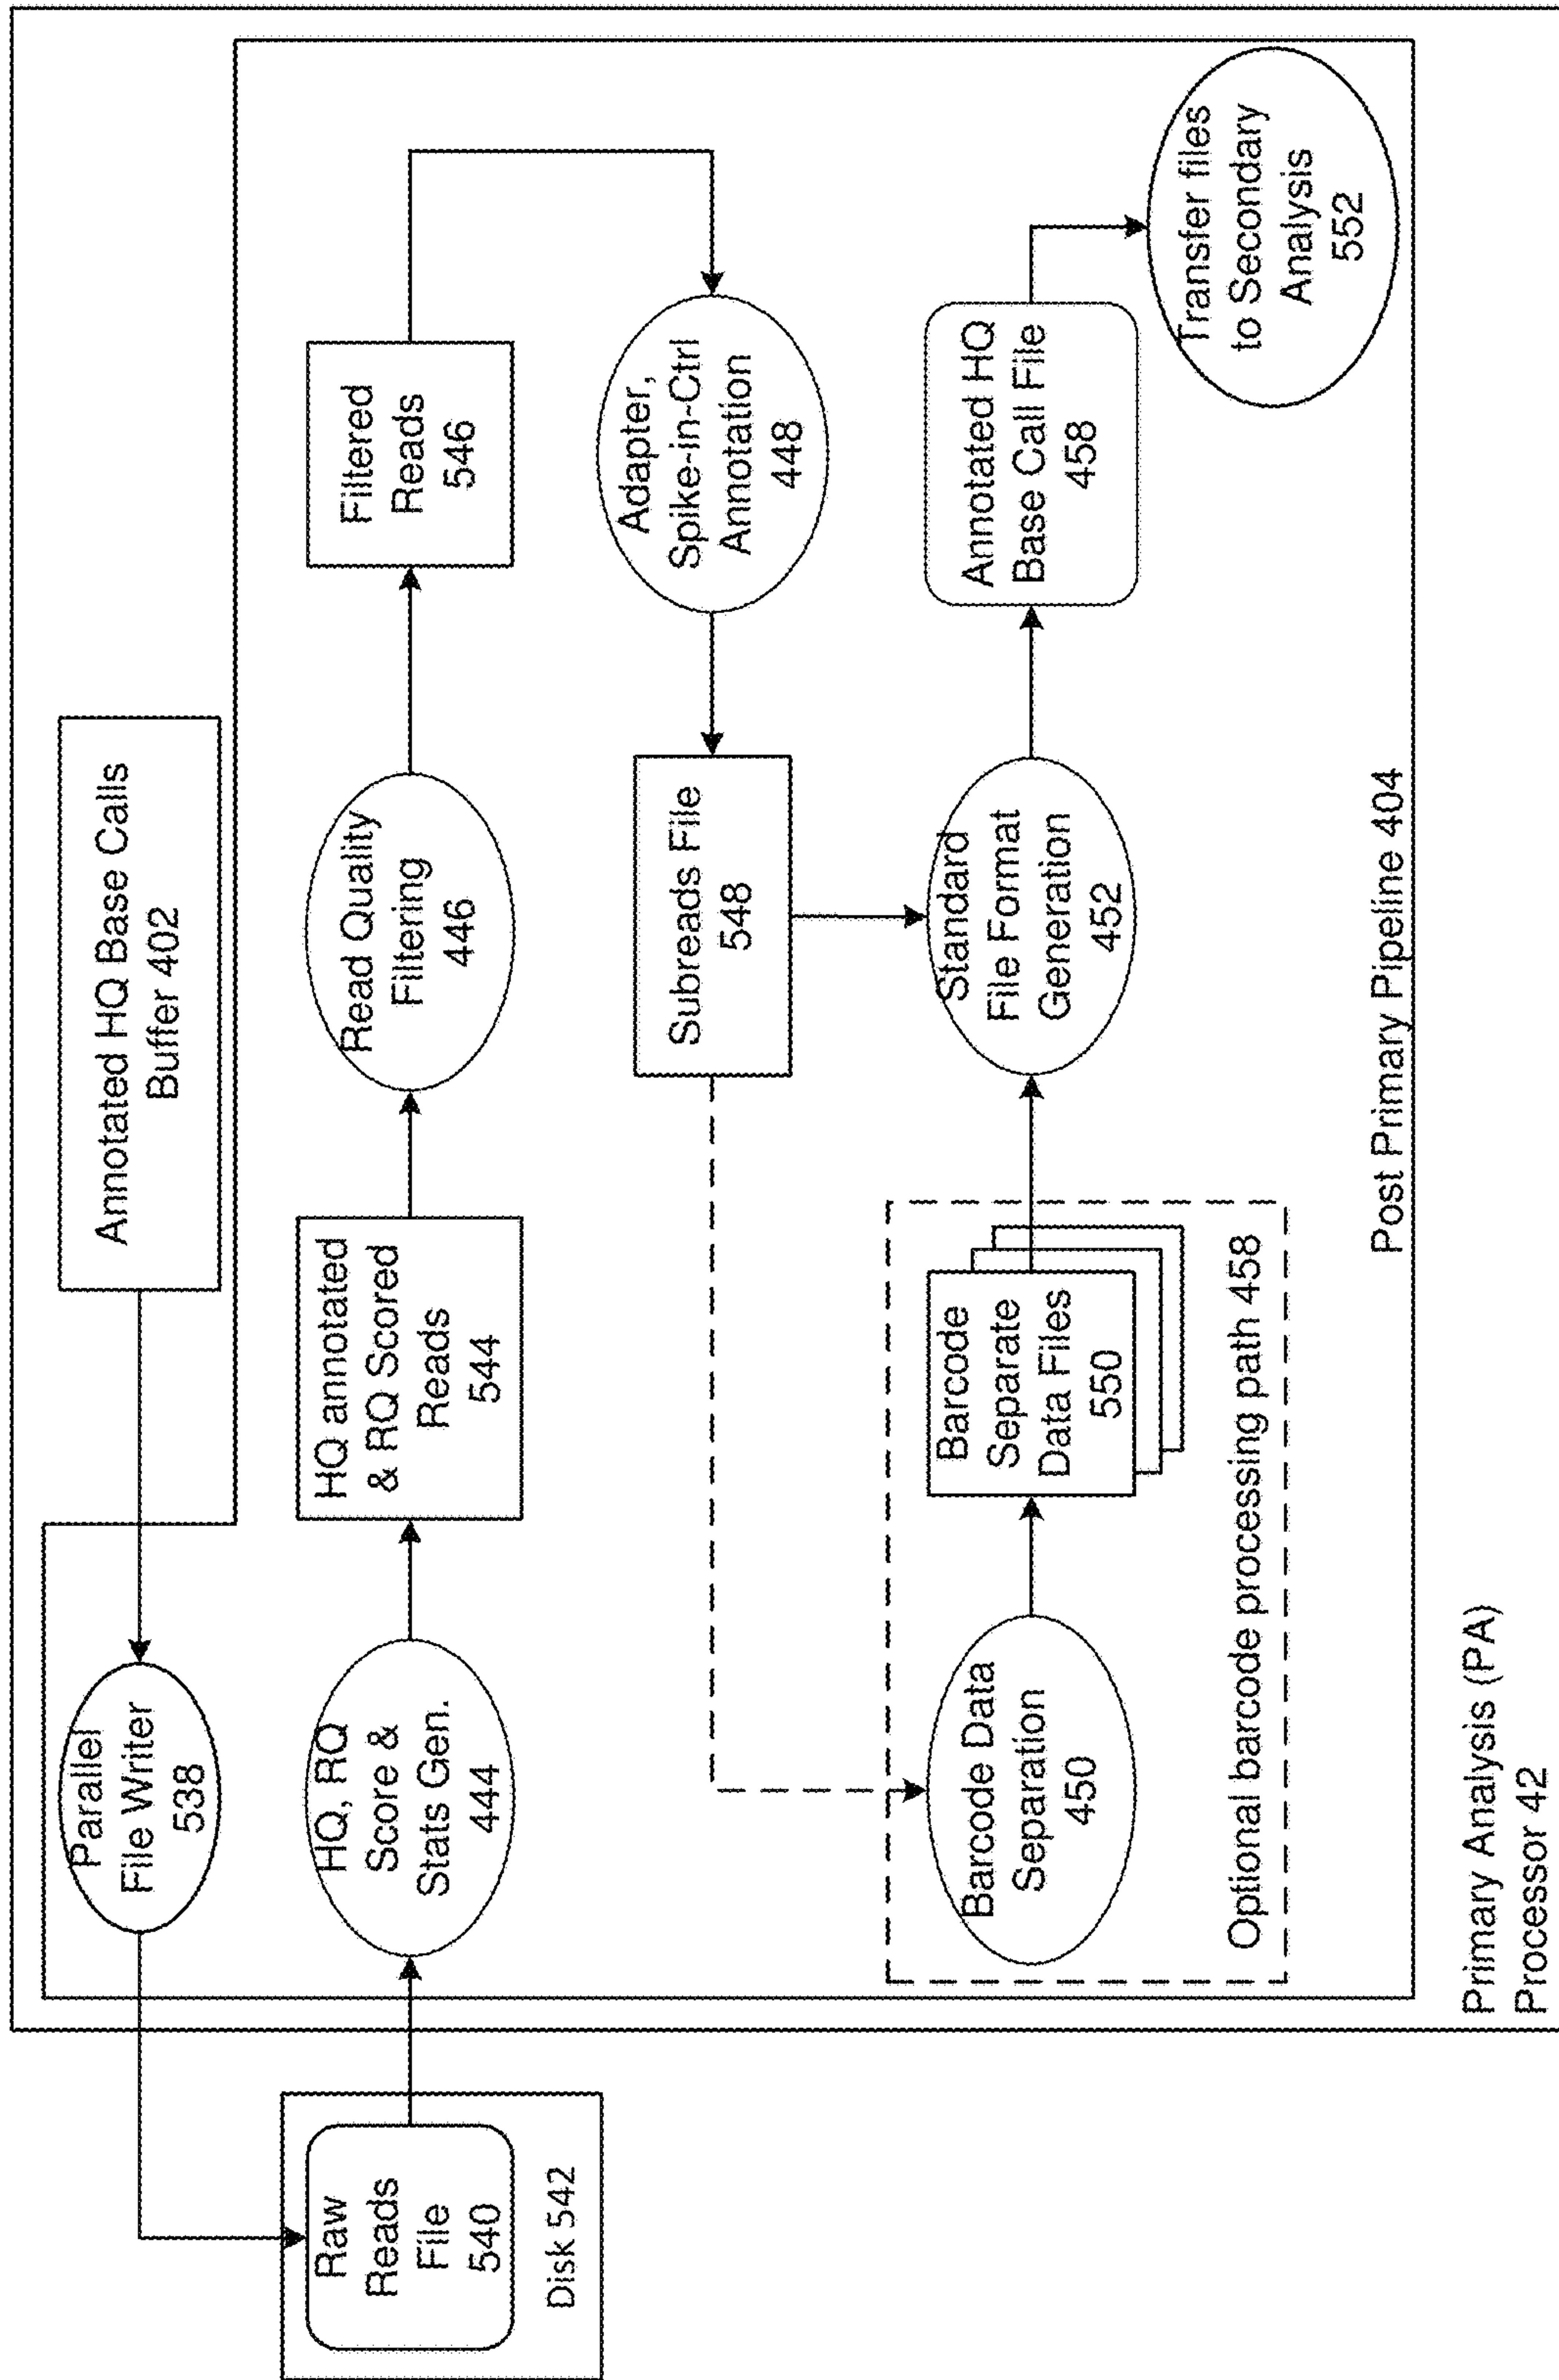 Annotated HQ Base Calls
Buffer 402
Parallel
File Writer
538
Raw
Reads
File
540
Disk 542
HQ, RQ
Score &
Stats Gen.
444
HQ annotated
& RQ Scored
Reads
544
Read Quality
Filtering
446
Filtered
Reads
546
Adapter,
Spike-in-Ctrl
Annotation
448
Subreads File
548
Barcode Data
Separation
450
Barcode
Separate
Data Files
550
Optional barcode processing path 458
Standard
File Format
Generation
452
Annotated HQ
Base Call File
458
Transfer files
to Secondary
Analysis
552
Post Primary Pipeline 404
Primary Analysis (PA)
Processor 42